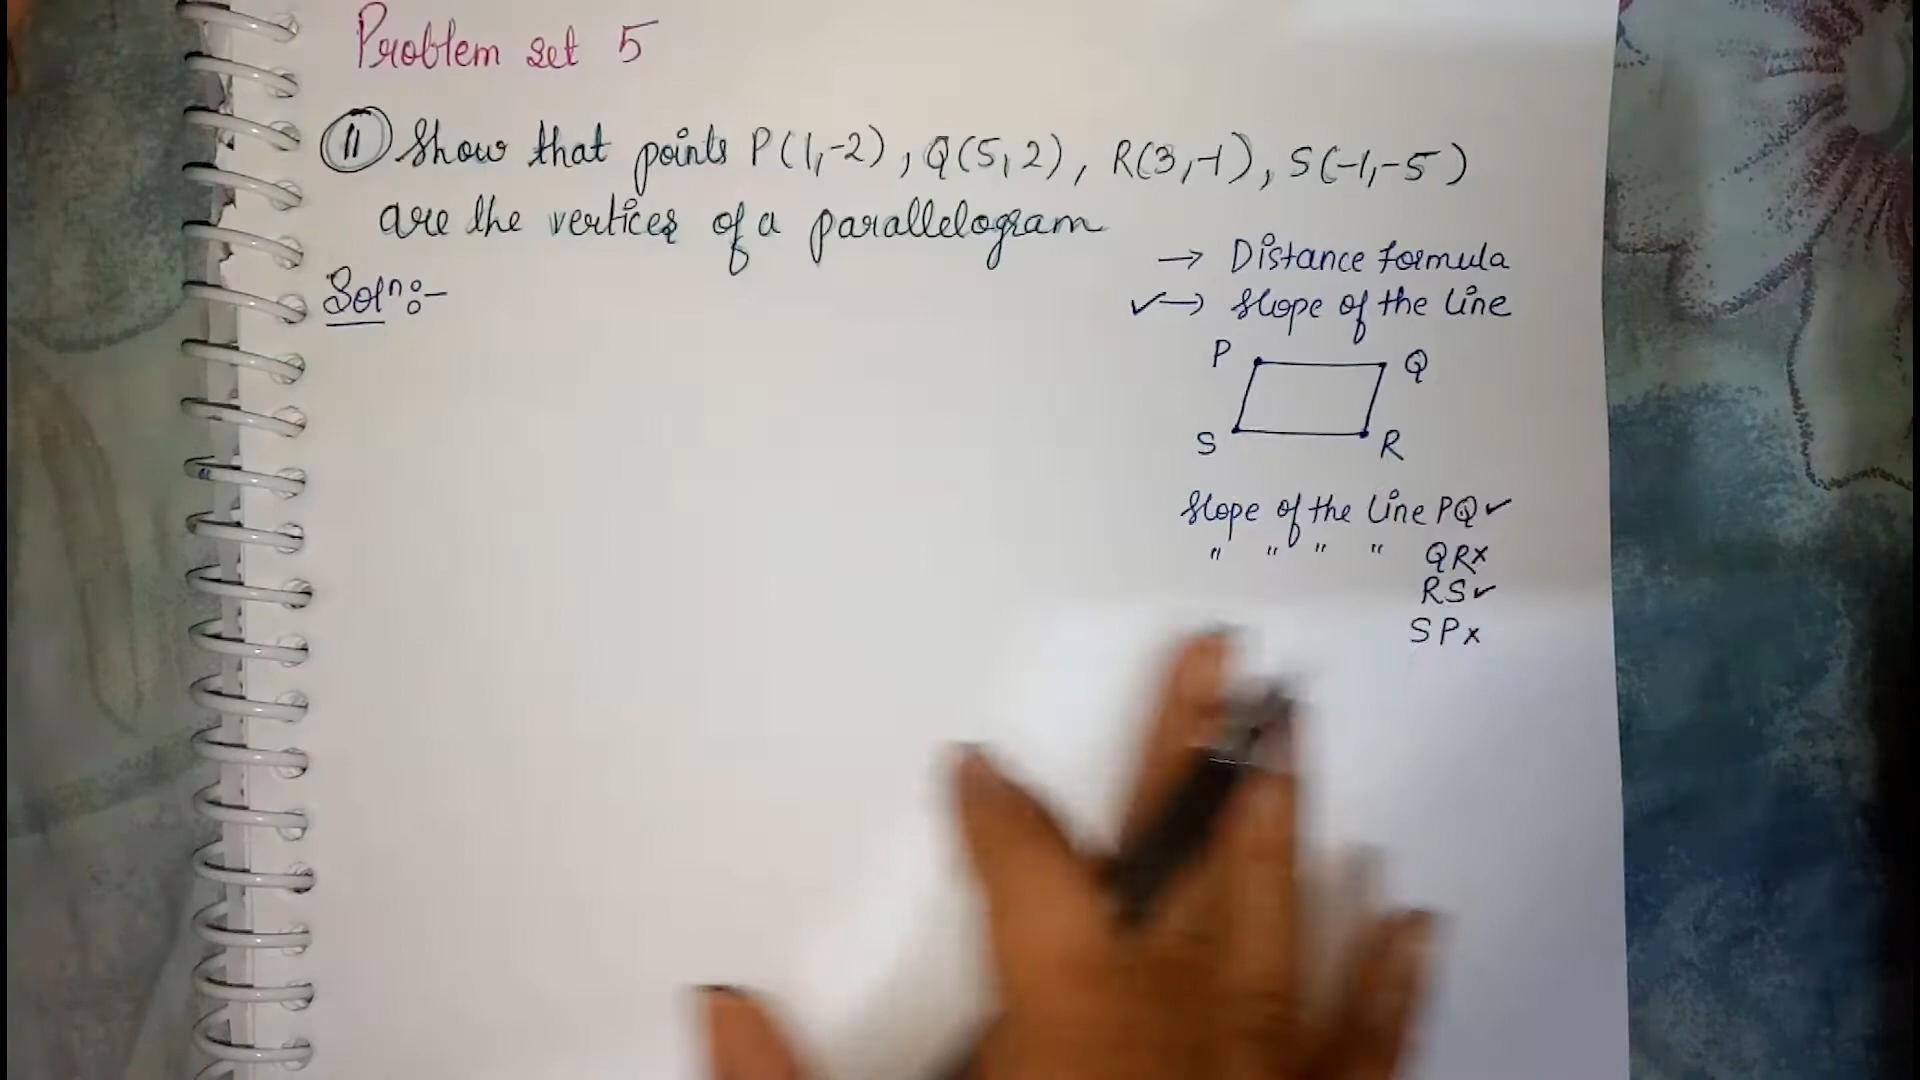 Problem set 5
11 Show that points P(1,-2), Q(5,2), R(3,-1), S(-1,-5)
are the vertices of a parallelogram
Solⁿ:-
→ Distance formula
✓→ Slope of the line
P
Q
S
R
Slope of the line PQ✓
" " " " QR×
RS✓
SP×